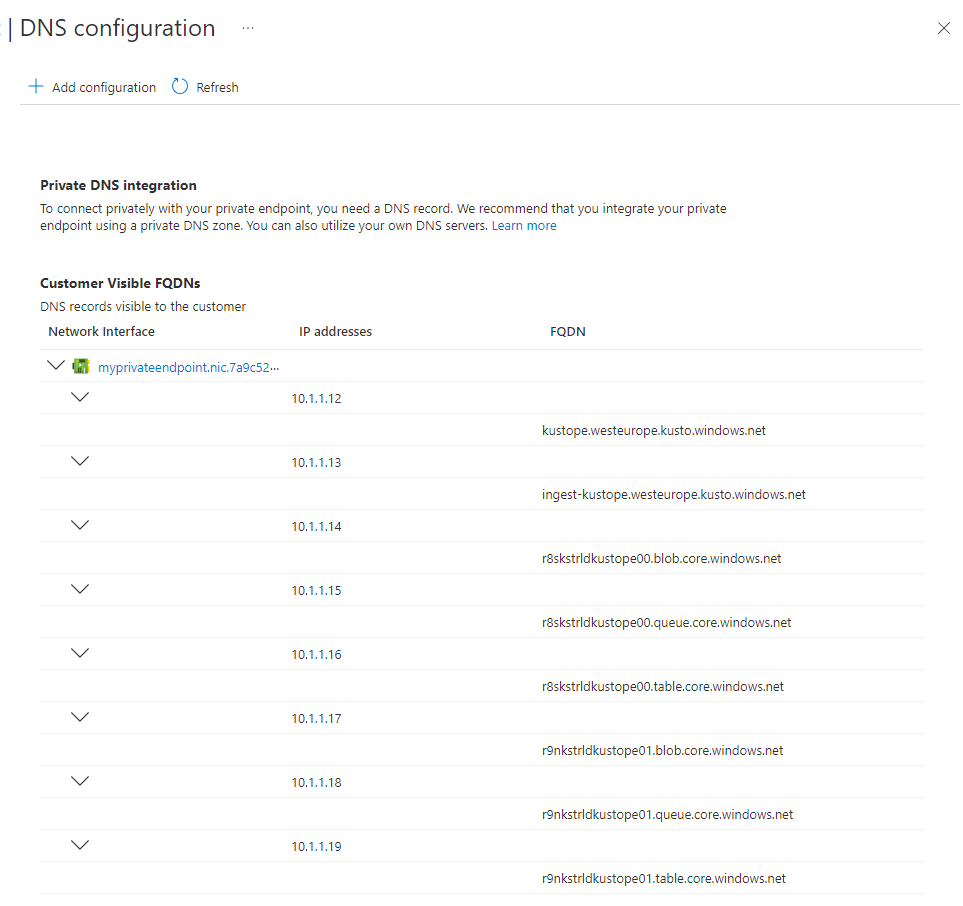 DNS configuration ...
Add configuration Refresh
Private DNS integration
To connect privately with your private endpoint, you need a DNS record. We recommend that you integrate your private
endpoint using a private DNS zone. You can also utilize your own DNS servers. Learn more
Customer Visible FQDNs
DNS records visible to the customer
Network Interface IP addresses FQDN
myprivateendpoint.nic.7a9c52...
10.1.1.12
kustope.westeurope.kusto.windows.net
10.1.1.13
ingest-kustope.westeurope.kusto.windows.net
10.1.1.14
r8skstrldkustope00.blob.core.windows.net
10.1.1.15
r8skstrldkustope00.queue.core.windows.net
10.1.1.16
r8skstrldkustope00.table.core.windows.net
10.1.1.17
r9nkstrldkustope01.blob.core.windows.net
10.1.1.18
r9nkstrldkustope01.queue.core.windows.net
10.1.1.19
r9nkstrldkustope01.table.core.windows.net